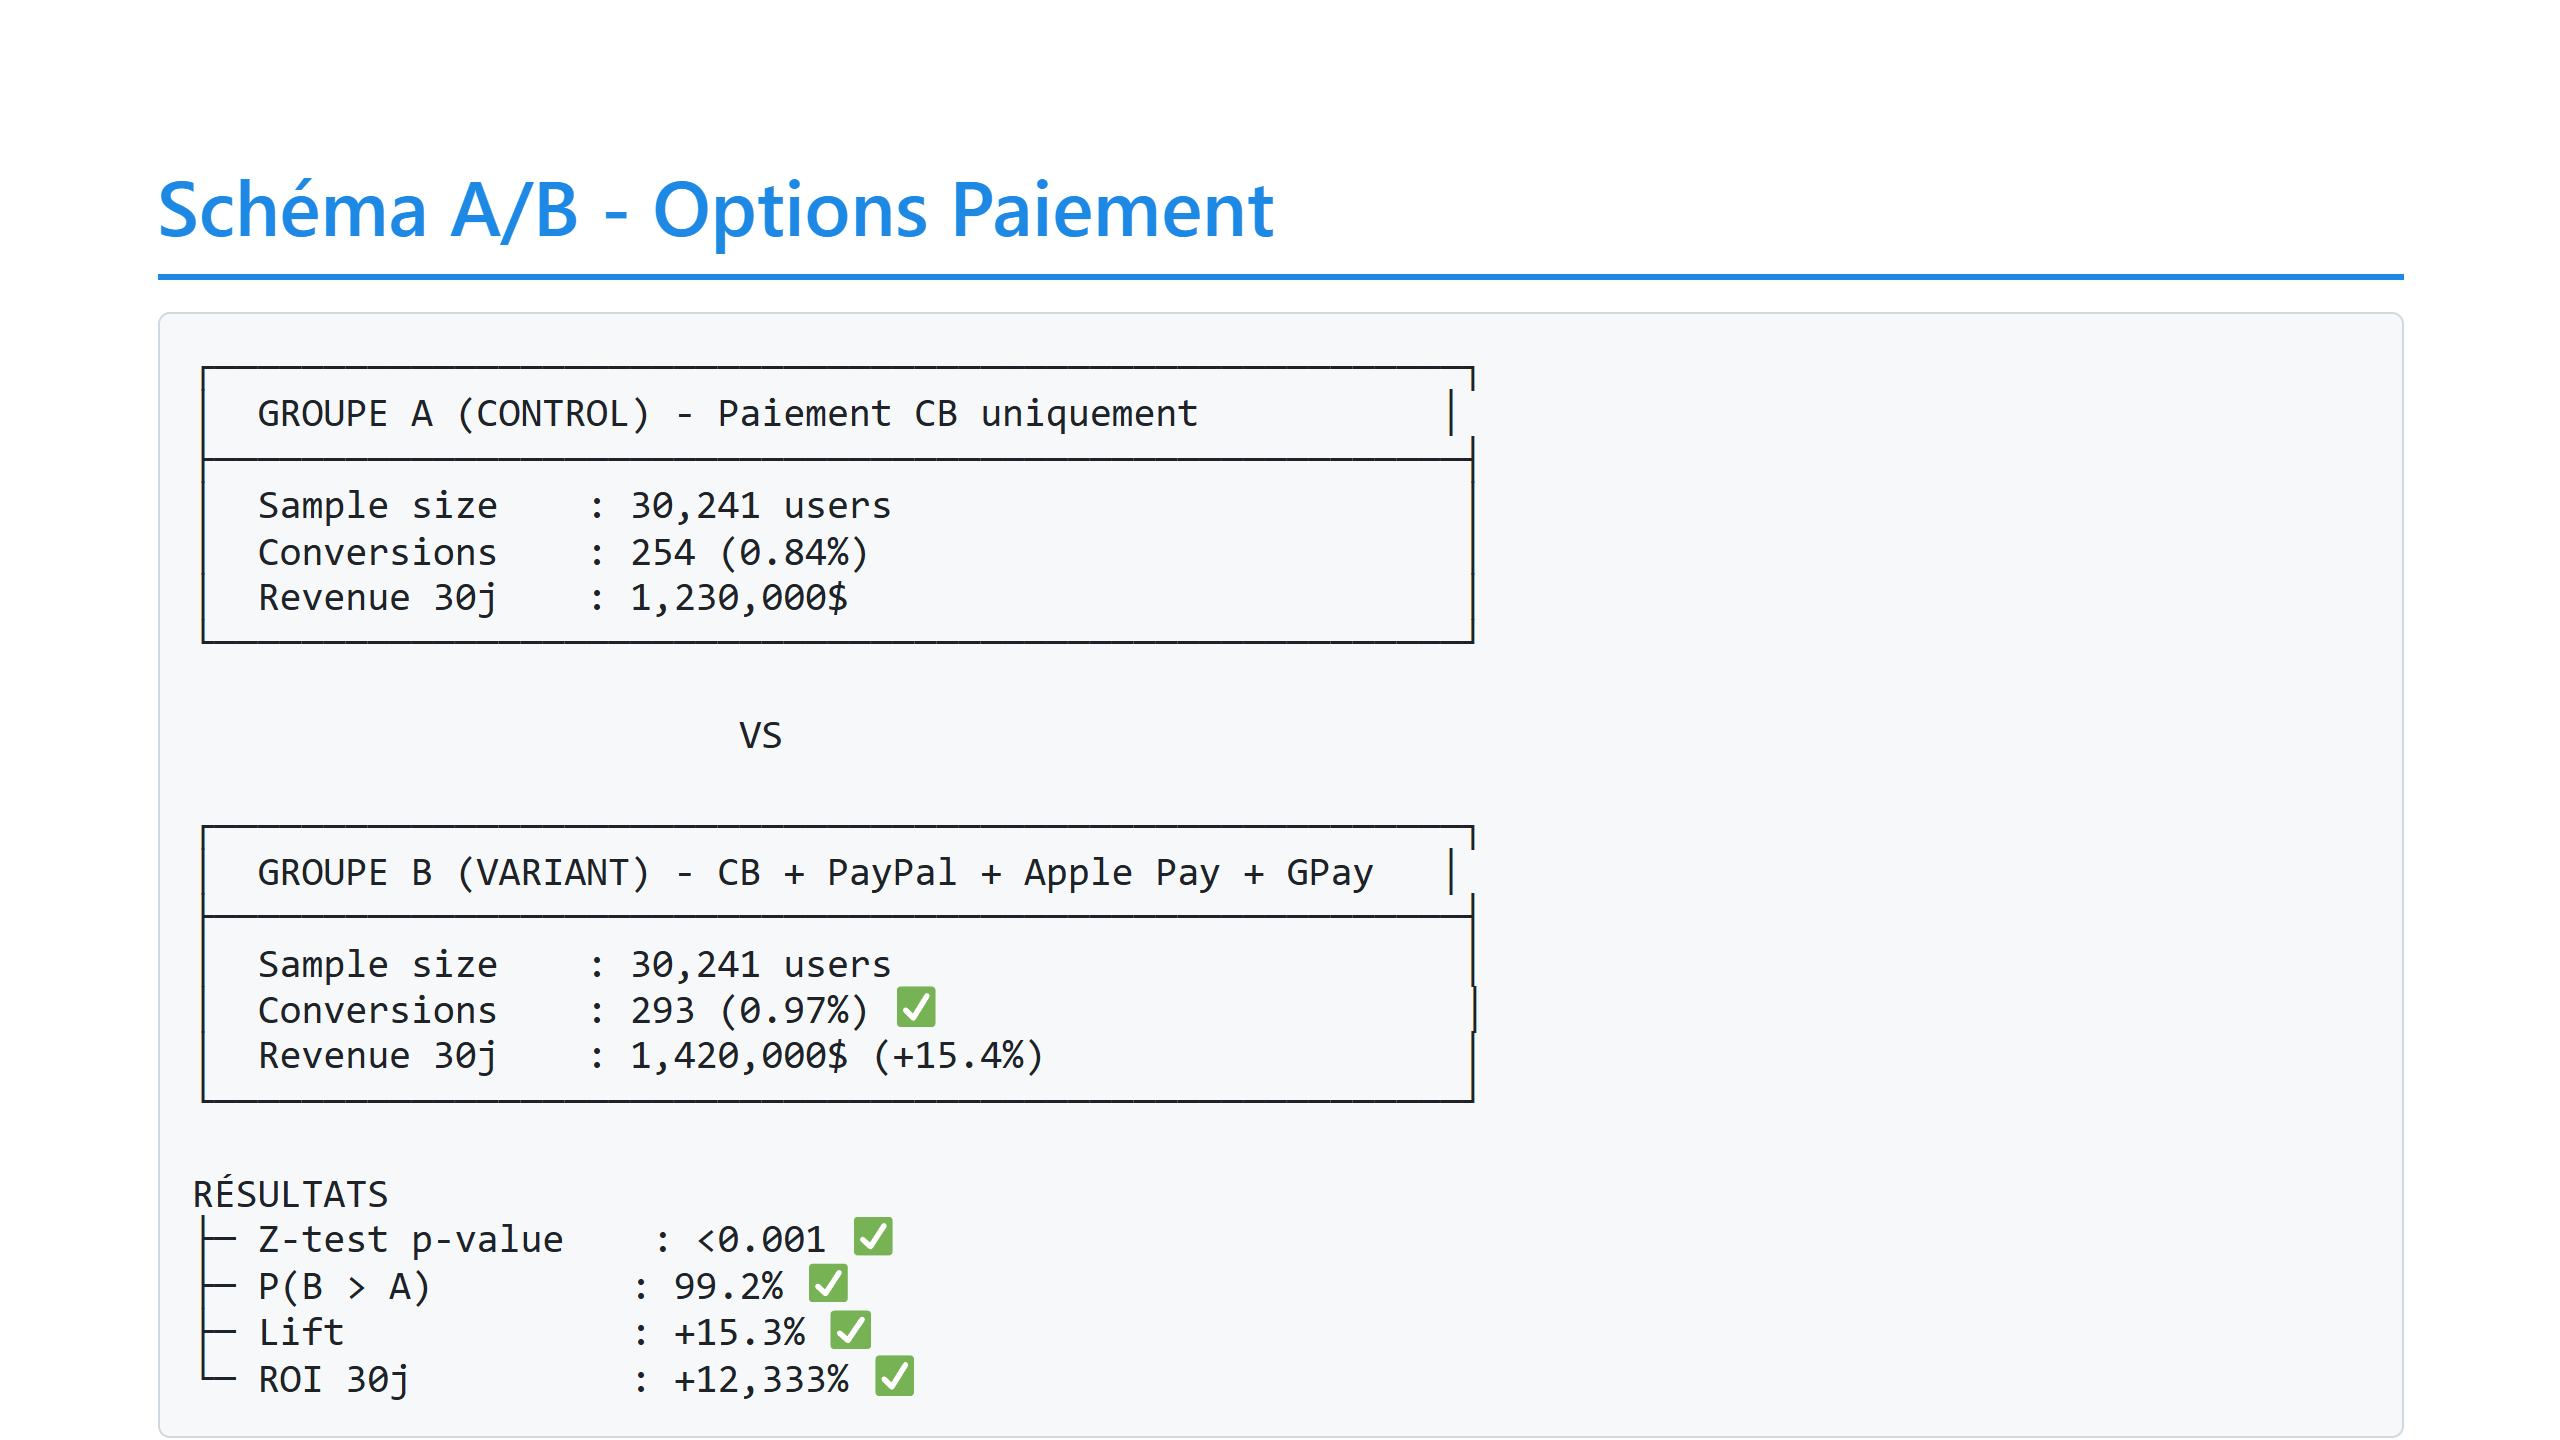 Schéma A/B - Options Paiement
GROUPE A (CONTROL) - Paiement CB uniquement
Sample size : 30,241 users
Conversions : 254 (0.84%)
Revenue 30j : 1,230,000$
VS
GROUPE B (VARIANT) - CB + PayPal + Apple Pay + GPay
Sample size : 30,241 users
Conversions : 293 (0.97%) ✅
Revenue 30j : 1,420,000$ (+15.4%)
RÉSULTATS
├─ Z-test p-value : <0.001 ✅
├─ P(B > A) : 99.2% ✅
├─ Lift : +15.3% ✅
└─ ROI 30j : +12,333% ✅